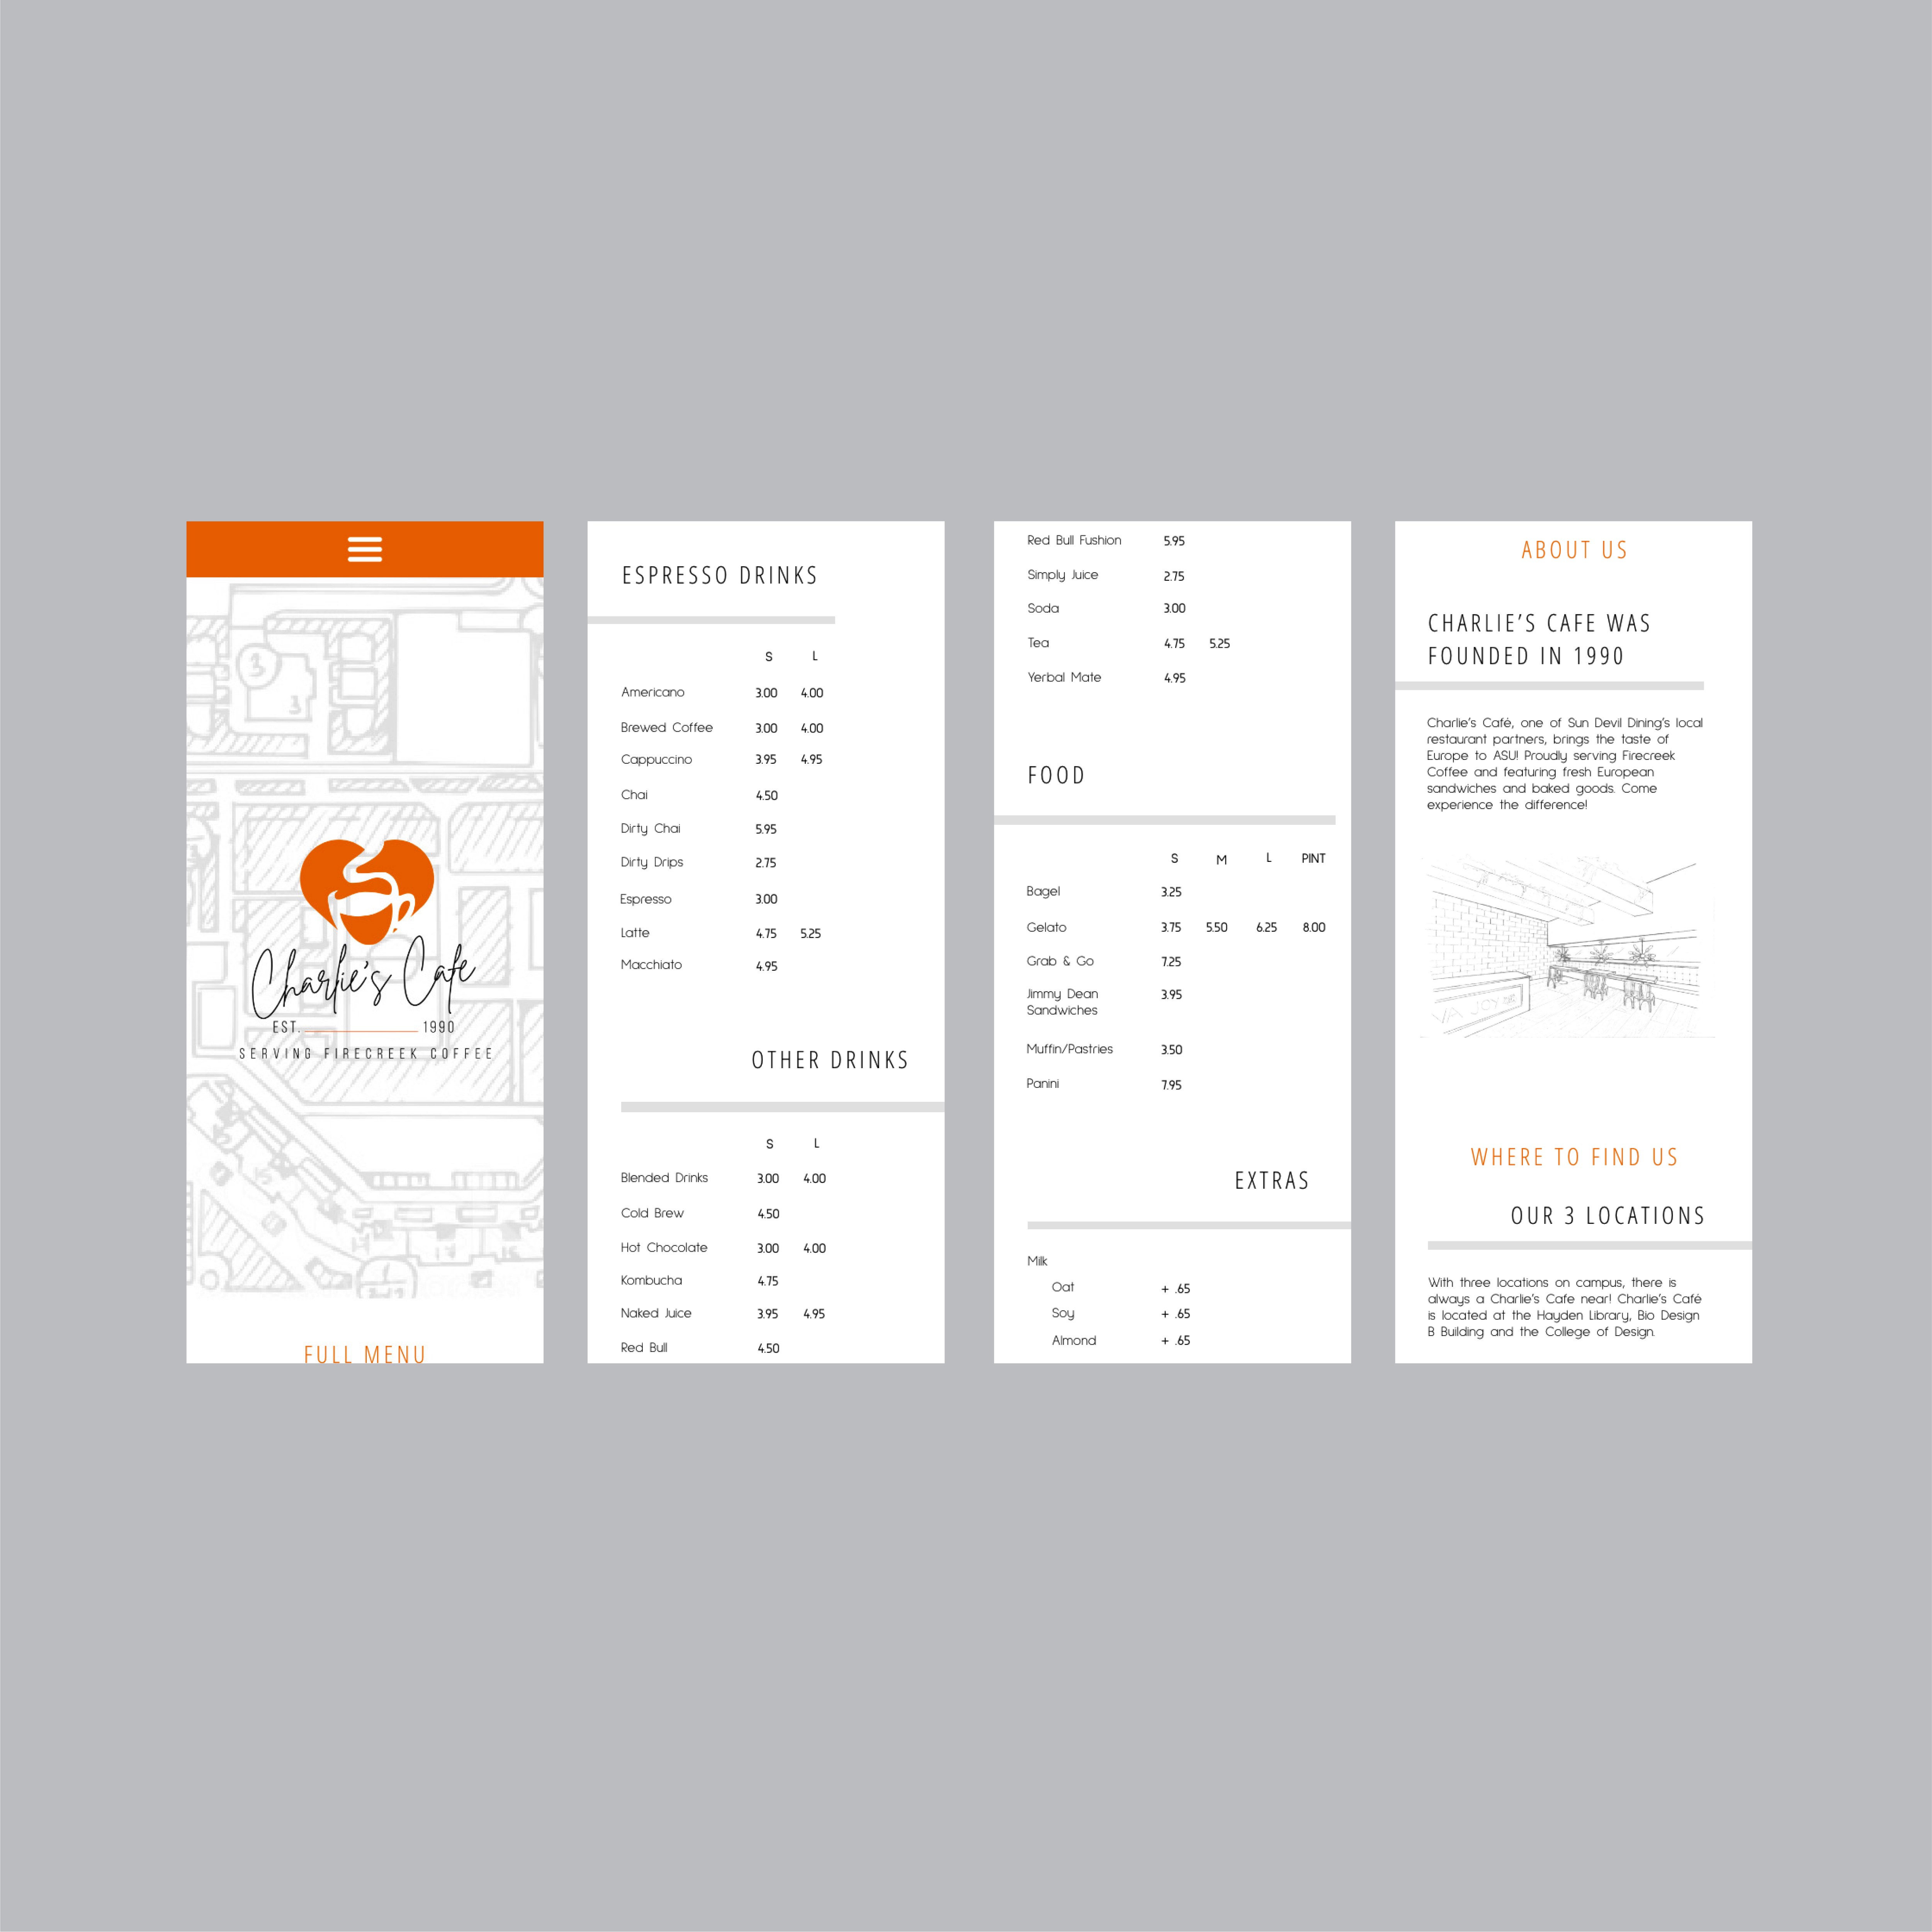 Charlie's Cafe
EST. 1990
SERVING FIRECREEK COFFEE
FULL MENU
ESPRESSO DRINKS
S L
Americano 3.00 4.00
Brewed Coffee 3.00 4.00
Cappuccino 3.95 4.95
Chai 4.50
Dirty Chai 5.95
Dirty Drips 2.75
Espresso 3.00
Latte 4.75 5.25
Macchiato 4.95
OTHER DRINKS
S L
Blended Drinks 3.00 4.00
Cold Brew 4.50
Hot Chocolate 3.00 4.00
Kombucha 4.75
Naked Juice 3.95 4.95
Red Bull 4.50
Red Bull Fushion 5.95
Simply Juice 2.75
Soda 3.00
Tea 4.75 5.25
Yerbal Mate 4.95
FOOD
S M L PINT
Bagel 3.25
Gelato 3.75 5.50 6.25 8.00
Grab & Go 7.25
Jimmy Dean 3.95
Sandwiches
Muffin/Pastries 3.50
Panini 7.95
EXTRAS
Milk
Oat + .65
Soy + .65
Almond + .65
ABOUT US
CHARLIE'S CAFE WAS
FOUNDED IN 1990
Charlie's Café, one of Sun Devil Dining's local
restaurant partners, brings the taste of
Europe to ASU! Proudly serving Firecreek
Coffee and featuring fresh European
sandwiches and baked goods. Come
experience the difference!
WHERE TO FIND US
OUR 3 LOCATIONS
With three locations on campus, there is
always a Charlie's Cafe near! Charlie's Café
is located at the Hayden Library, Bio Design
B Building and the College of Design.